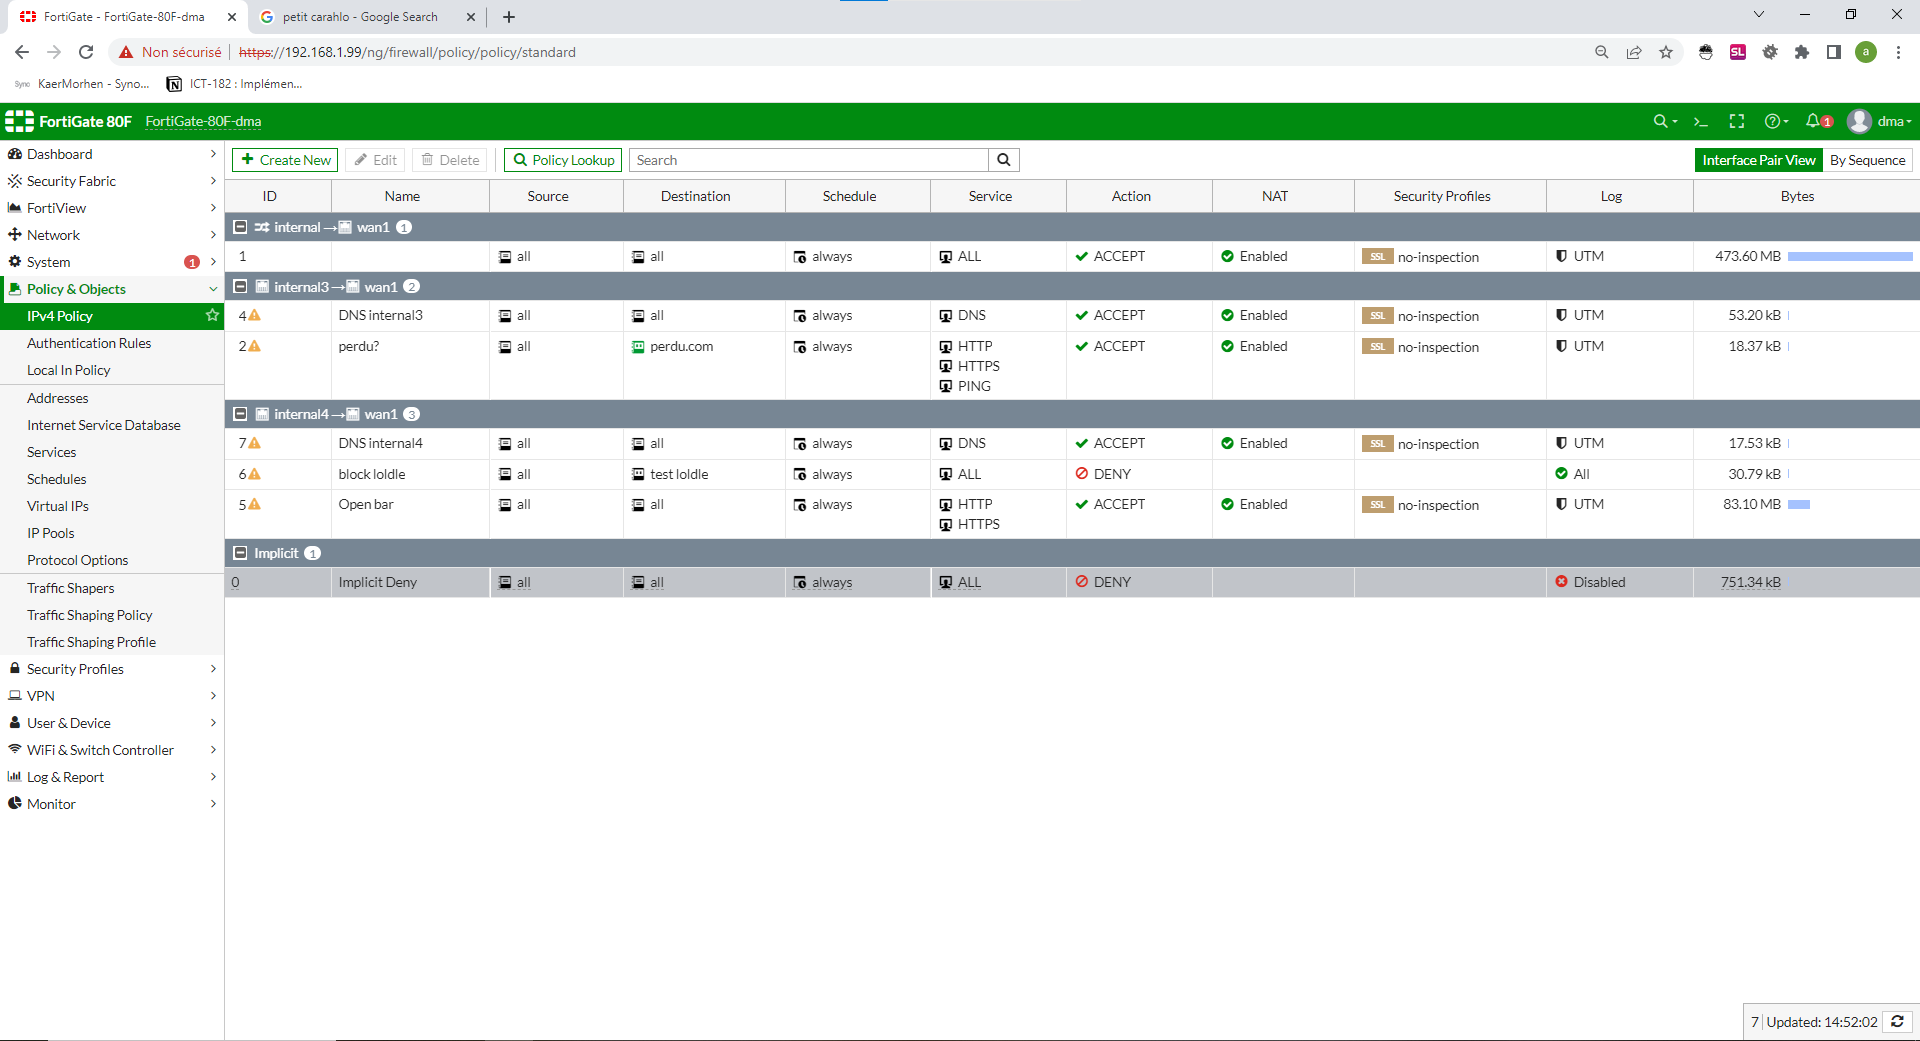 FortiGate - FortiGate-80F-dma
petit carahlo - Google Search
Non sécurisé
https://192.168.1.99/ng/firewall/policy/policy/standard
SL
a
Sync KaerMorhen - Syno...
ICT-182 : Implémen...
FortiGate 80F FortiGate-80F-dma
1 dma
Dashboard
Security Fabric
FortiView
Network
System 1
Policy & Objects
IPv4 Policy
Authentication Rules
Local In Policy
Addresses
Internet Service Database
Services
Schedules
Virtual IPs
IP Pools
Protocol Options
Traffic Shapers
Traffic Shaping Policy
Traffic Shaping Profile
Security Profiles
VPN
User & Device
WiFi & Switch Controller
Log & Report
Monitor
Create New Edit Delete Policy Lookup Search Interface Pair View By Sequence
ID Name Source Destination Schedule Service Action NAT Security Profiles Log Bytes
internal → wan1 1
1 all all always ALL ACCEPT Enabled SSL no-inspection UTM 473.60 MB
internal3 → wan1 2
4 DNS internal3 all all always DNS ACCEPT Enabled SSL no-inspection UTM 53.20 kB
2 perdu? all perdu.com always HTTP ACCEPT Enabled SSL no-inspection UTM 18.37 kB
HTTPS
PING
internal4 → wan1 3
7 DNS internal4 all all always DNS ACCEPT Enabled SSL no-inspection UTM 17.53 kB
6 block loldle all test loldle always ALL DENY All 30.79 kB
5 Open bar all all always HTTP ACCEPT Enabled SSL no-inspection UTM 83.10 MB
HTTPS
Implicit 1
0 Implicit Deny all all always ALL DENY Disabled 751.34 kB
7 Updated: 14:52:02